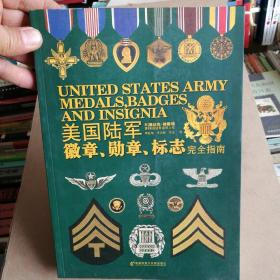 UNITED STATES ARMY
MEDALS, BADGES
AND INSIGNIA
美国陆军
徽章、勋章、标志完全指南